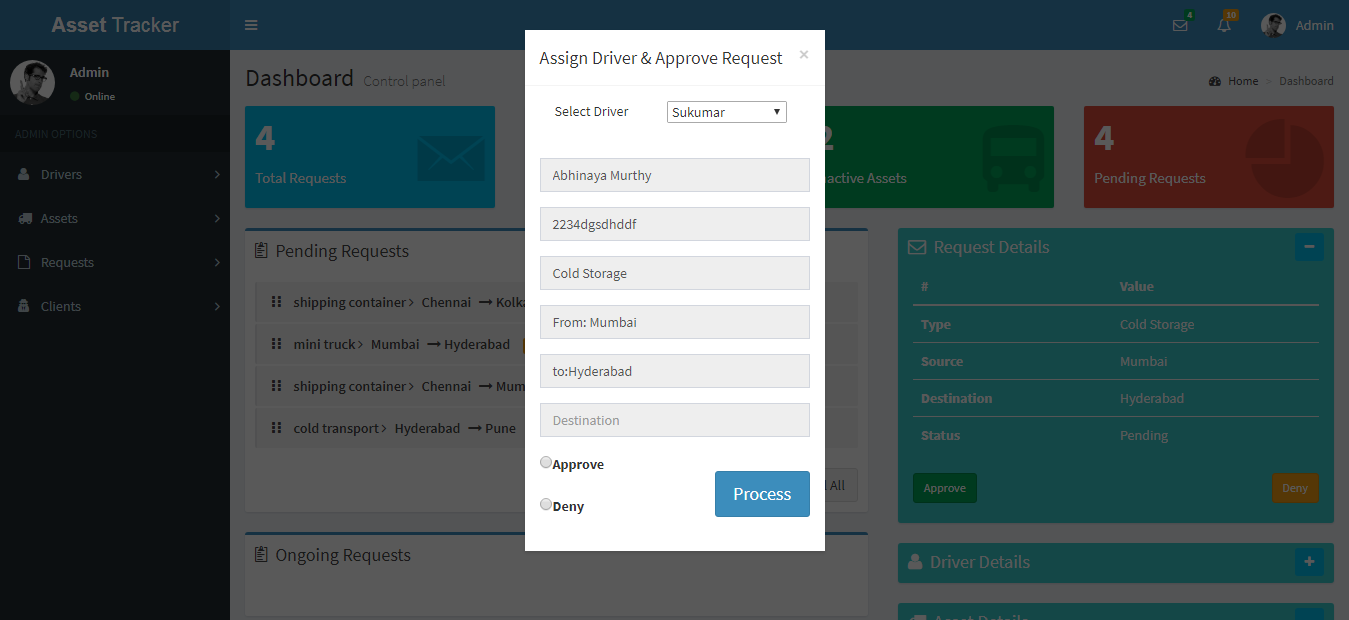 Asset Tracker
4
10
Admin
Admin
Online
ADMIN OPTIONS
Drivers
Assets
Requests
Clients
Dashboard Control panel
Home > Dashboard
4
Total Requests
2
active Assets
4
Pending Requests
Assign Driver & Approve Request ×
Select Driver Sukumar
Abhinaya Murthy
2234dgsdhddf
Cold Storage
From: Mumbai
to:Hyderabad
Destination
Approve
Deny
Process
Pending Requests
shipping container> Chennai → Kolk
mini truck> Mumbai → Hyderabad
shipping container> Chennai → Mum
cold transport> Hyderabad → Pune
All
Ongoing Requests
Request Details
# Value
Type Cold Storage
Source Mumbai
Destination Hyderabad
Status Pending
Approve Deny
Driver Details
Asset Details